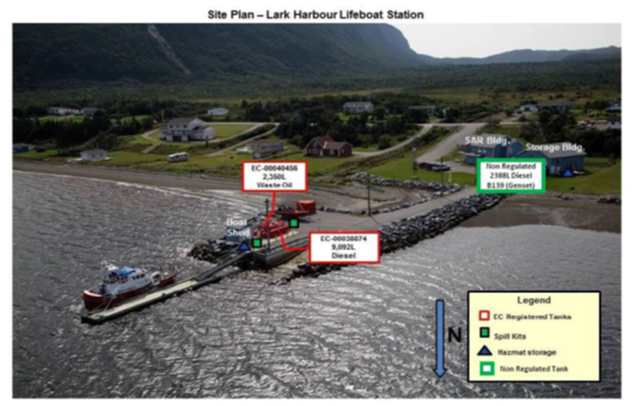 Site Plan – Lark Harbour Lifeboat Station
SAR Bldg.
Storage Bldg.
EC-00040456
2,350L
Waste Oil
Non Regulated
2388L Diesel
B139 (Genset)
Boat
Shed
EC-00038874
9,092L
Diesel
N
Legend
EC Registered Tanks
Spill Kits
Hazmat storage
Non Regulated Tank